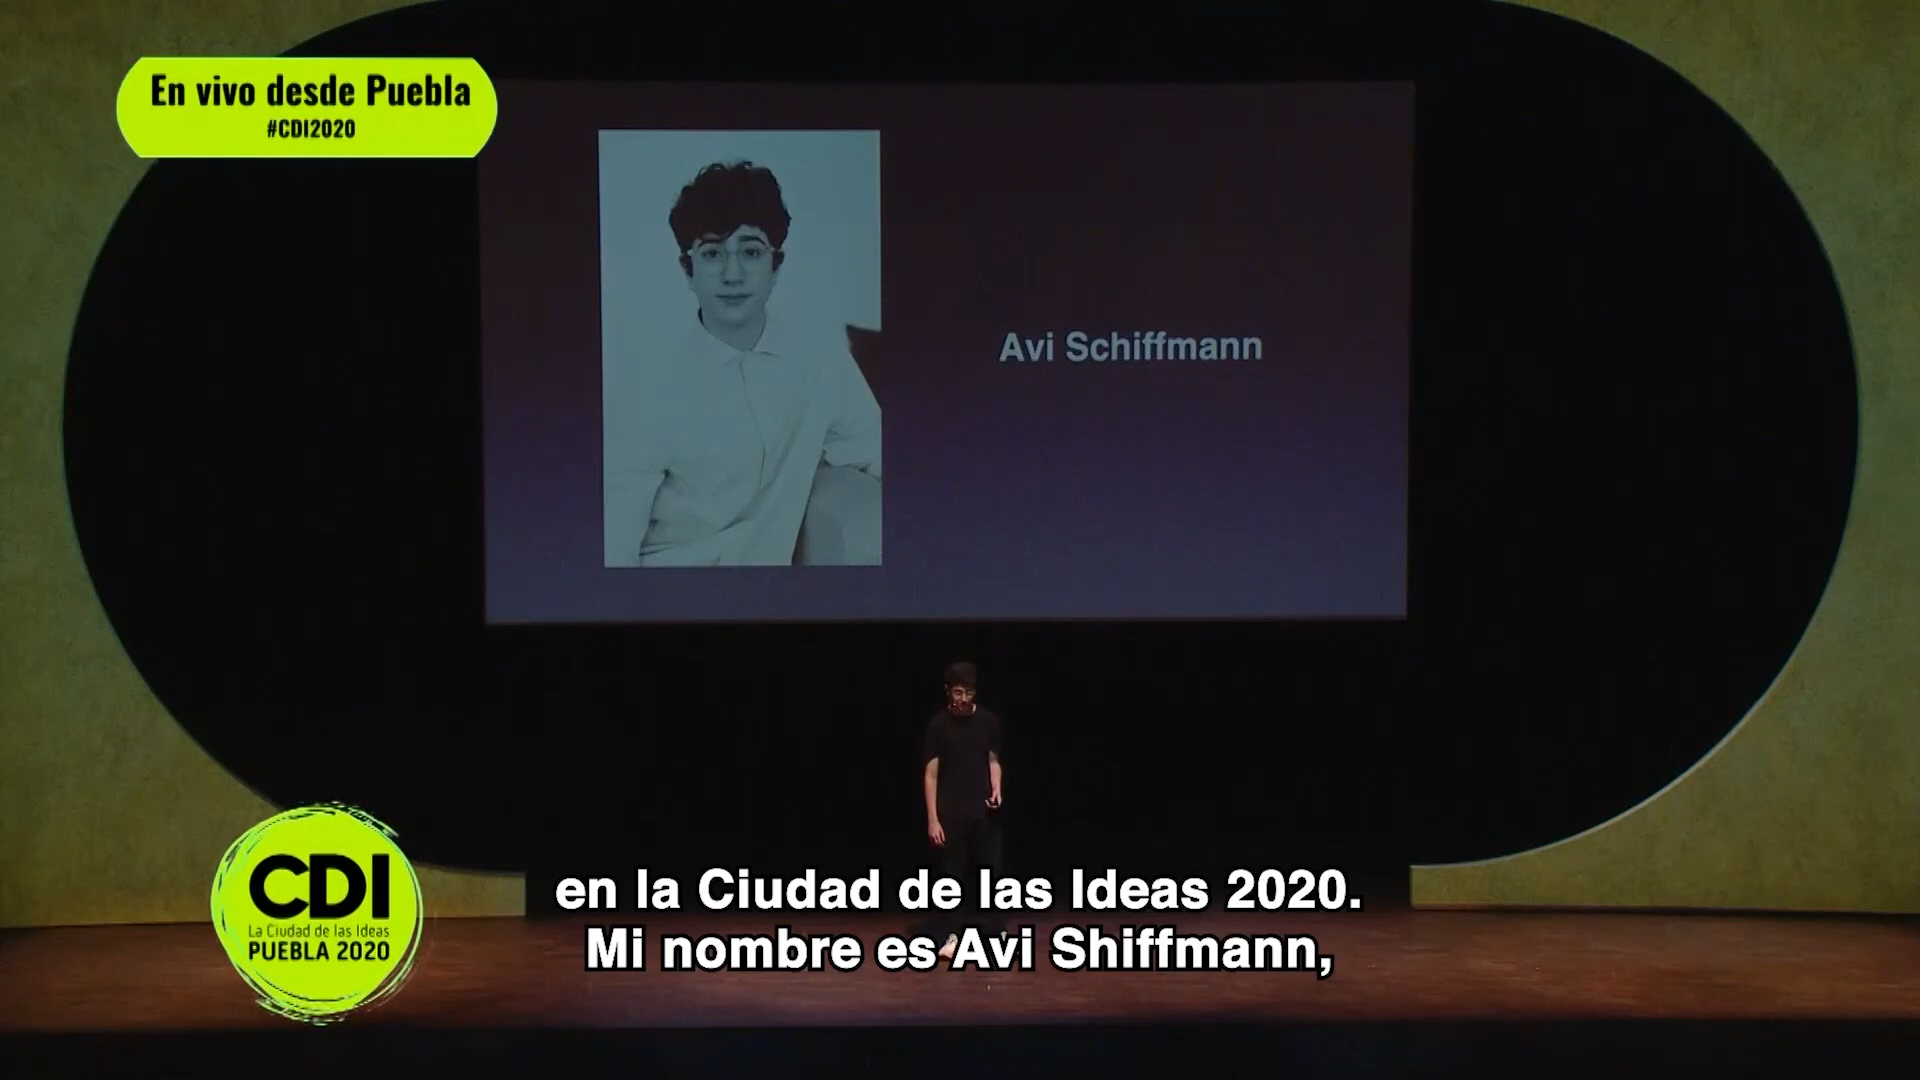 En vivo desde Puebla
#CDI2020
Avi Schiffmann
CDI
La Ciudad de las Ideas
PUEBLA 2020
en la Ciudad de las Ideas 2020.
Mi nombre es Avi Shiffmann,